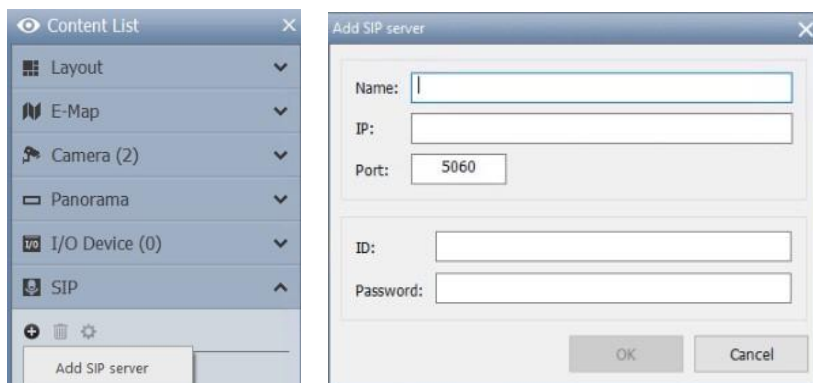 Content List
Layout
E-Map
Camera (2)
Panorama
I/O
I/O Device (0)
SIP
Add SIP server
Add SIP server
Name:
IP:
Port: 5060
ID:
Password:
OK Cancel